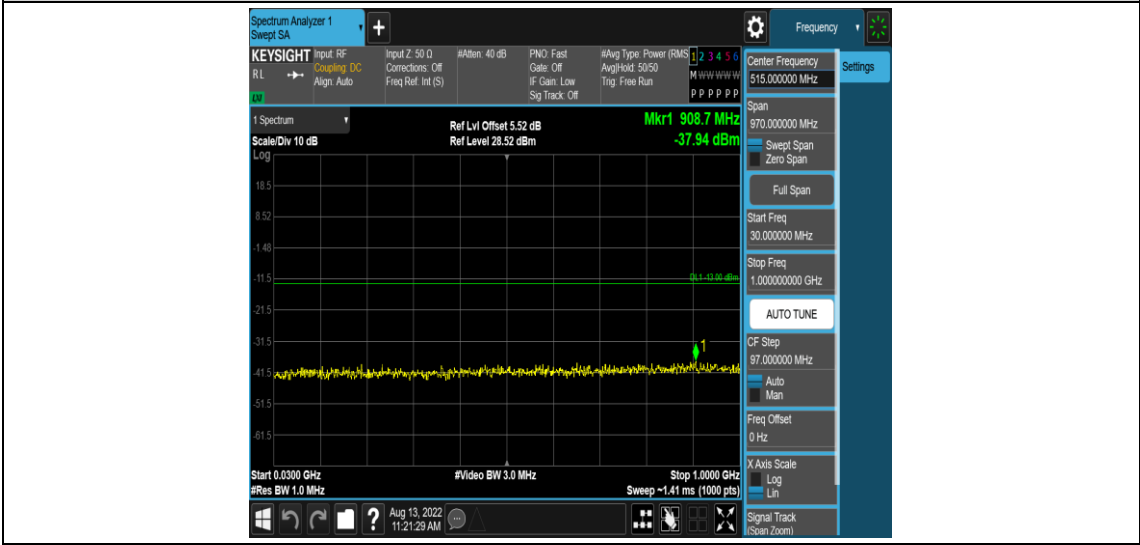 Spectrum Analyzer 1
Swept SA
+
Frequency
KEYSIGHT
RL
LM
Input: RF
Coupling: DC
Align: Auto
Input Z: 50 Ω
Corrections: Off
Freq Ref: Int (S)
#Atten: 40 dB
PNO: Fast
Gate: Off
IF Gain: Low
Sig Track: Off
#Avg Type: Power (RMS
Avg|Hold: 50/50
Trig: Free Run
1 2 3 4 5 6
M W W W W W
P P P P P P
1 Spectrum
Scale/Div 10 dB
Log
Ref Lvl Offset 5.52 dB
Ref Level 28.52 dBm
Mkr1 908.7 MHz
-37.94 dBm
18.5
8.52
-1.48
-11.5
DL1 -13.00 dBm
-21.5
-31.5
1
-41.5
-51.5
-61.5
Start 0.0300 GHz
#Res BW 1.0 MHz
#Video BW 3.0 MHz
Stop 1.0000 GHz
Sweep ~1.41 ms (1000 pts)
?
Aug 13, 2022
11:21:29 AM
Center Frequency
515.000000 MHz
Settings
Span
970.000000 MHz
Swept Span
Zero Span
Full Span
Start Freq
30.000000 MHz
Stop Freq
1.000000000 GHz
AUTO TUNE
CF Step
97.000000 MHz
Auto
Man
Freq Offset
0 Hz
X Axis Scale
Log
Lin
Signal Track
(Span Zoom)